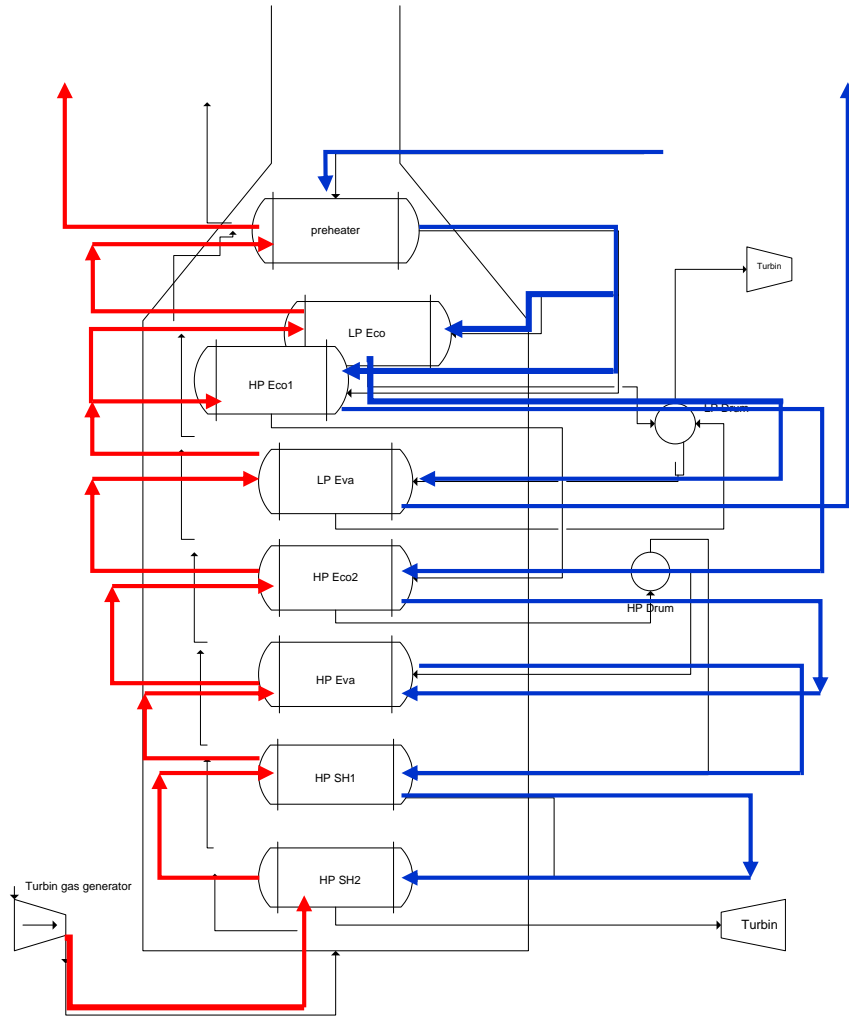 preheater
Turbin
LP Eco
HP Eco1
LP Drum
LP Eva
HP Eco2
HP Drum
HP Eva
HP SH1
HP SH2
Turbin gas generator
Turbin